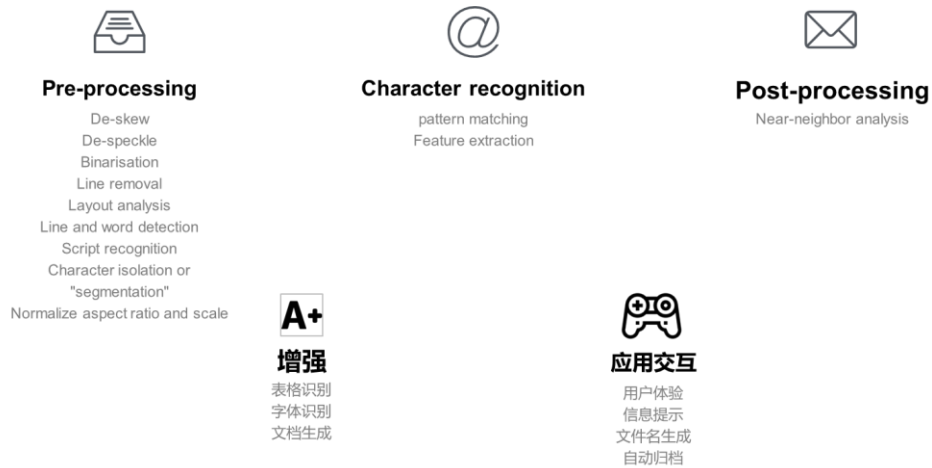 Pre-processing
De-skew
De-speckle
Binarisation
Line removal
Layout analysis
Line and word detection
Script recognition
Character isolation or
"segmentation"
Normalize aspect ratio and scale
Character recognition
pattern matching
Feature extraction
Post-processing
Near-neighbor analysis
A+
增强
表格识别
字体识别
文档生成
应用交互
用户体验
信息提示
文件名生成
自动归档